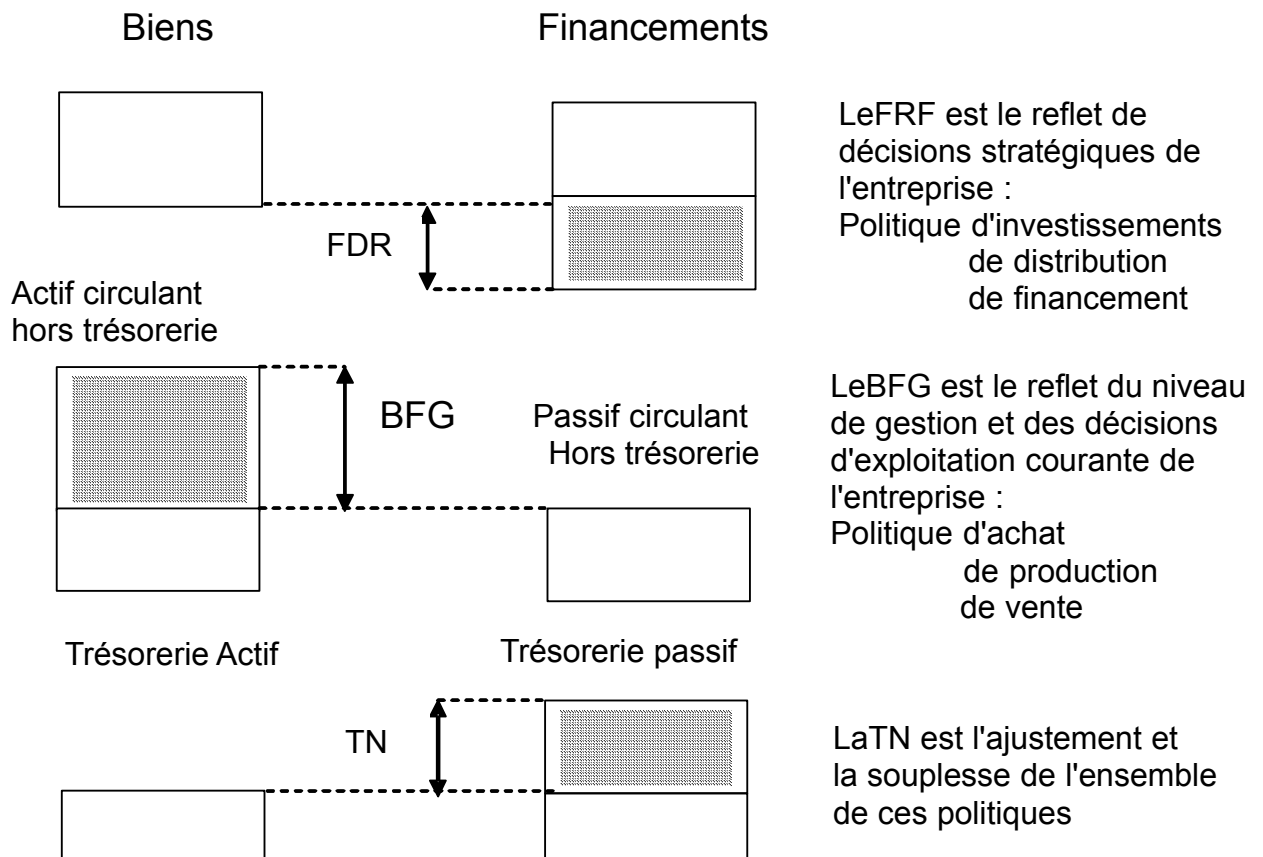 Biens
Financements
LeFRF est le reflet de
décisions stratégiques de
l'entreprise :
Politique d'investissements
de distribution
de financement
FDR
Actif circulant
hors trésorerie
BFG
Passif circulant
Hors trésorerie
LeBFG est le reflet du niveau
de gestion et des décisions
d'exploitation courante de
l'entreprise :
Politique d'achat
de production
de vente
Trésorerie Actif
Trésorerie passif
TN
LaTN est l'ajustement et
la souplesse de l'ensemble
de ces politiques